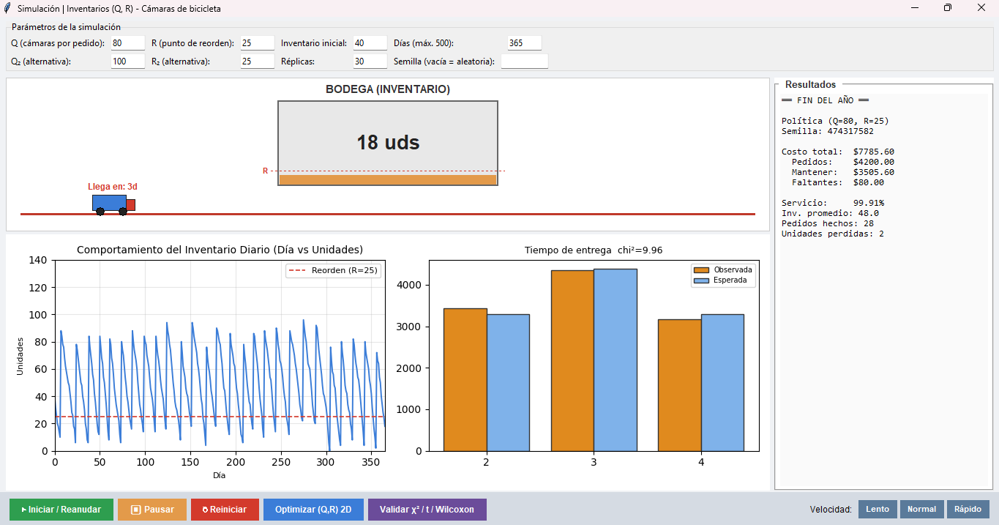 Simulación | Inventarios (Q, R) - Cámaras de bicicleta
Parámetros de la simulación
Q (cámaras por pedido): 80 R (punto de reorden): 25 Inventario inicial: 40 Días (máx. 500): 365
Q₂ (alternativa): 100 R₂ (alternativa): 25 Réplicas: 30 Semilla (vacía = aleatoria):
BODEGA (INVENTARIO)
18 uds
R
Llega en: 3d
Resultados
══ FIN DEL AÑO ══
Política (Q=80, R=25)
Semilla: 474317582
Costo total: $7785.60
Pedidos: $4200.00
Mantener: $3505.60
Faltantes: $80.00
Servicio: 99.91%
Inv. promedio: 48.0
Pedidos hechos: 28
Unidades perdidas: 2
Comportamiento del Inventario Diario (Día vs Unidades)
Reorden (R=25)
Unidades
140
120
100
80
60
40
20
0
0 50 100 150 200 250 300 350
Día
Tiempo de entrega chi²=9.96
Observada
Esperada
4000
3000
2000
1000
0
2 3 4
Iniciar / Reanudar Pausar Reiniciar Optimizar (Q,R) 2D Validar χ² / t / Wilcoxon Velocidad: Lento Normal Rápido